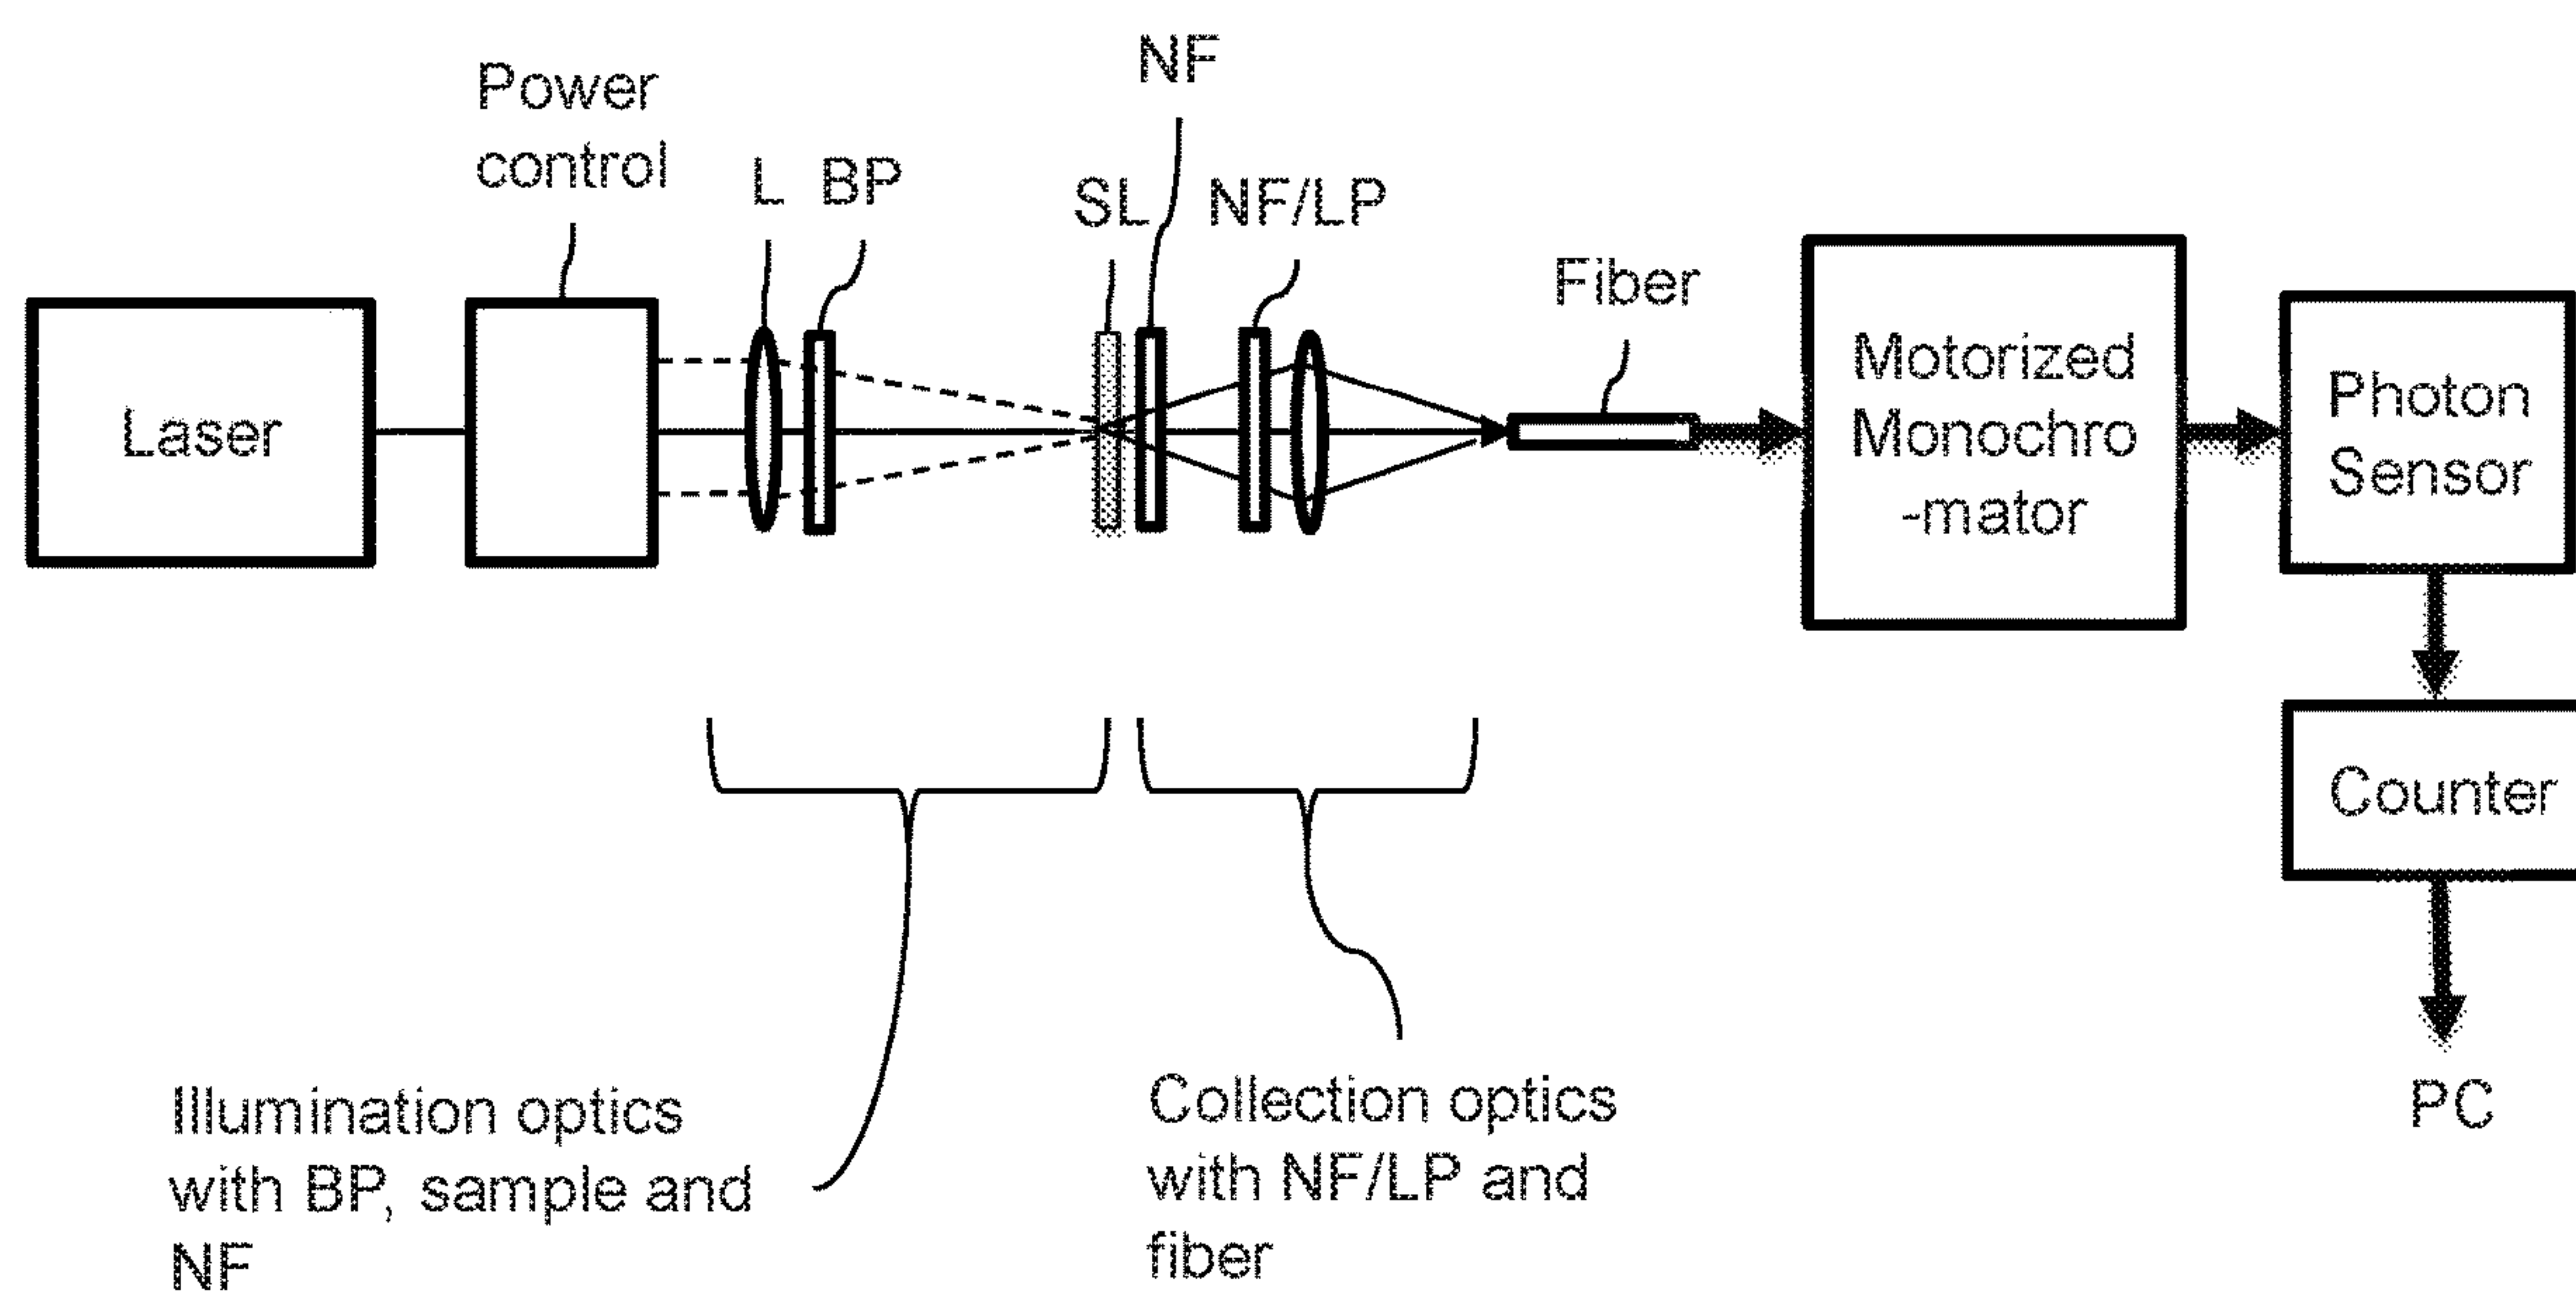 NF
Power
control
L
BP
SL
NF/LP
Fiber
Laser
Motorized
Monochro
-mator
Photon
Sensor
Counter
PC
Illumination optics
with BP, sample and
NF
Collection optics
with NF/LP and
fiber